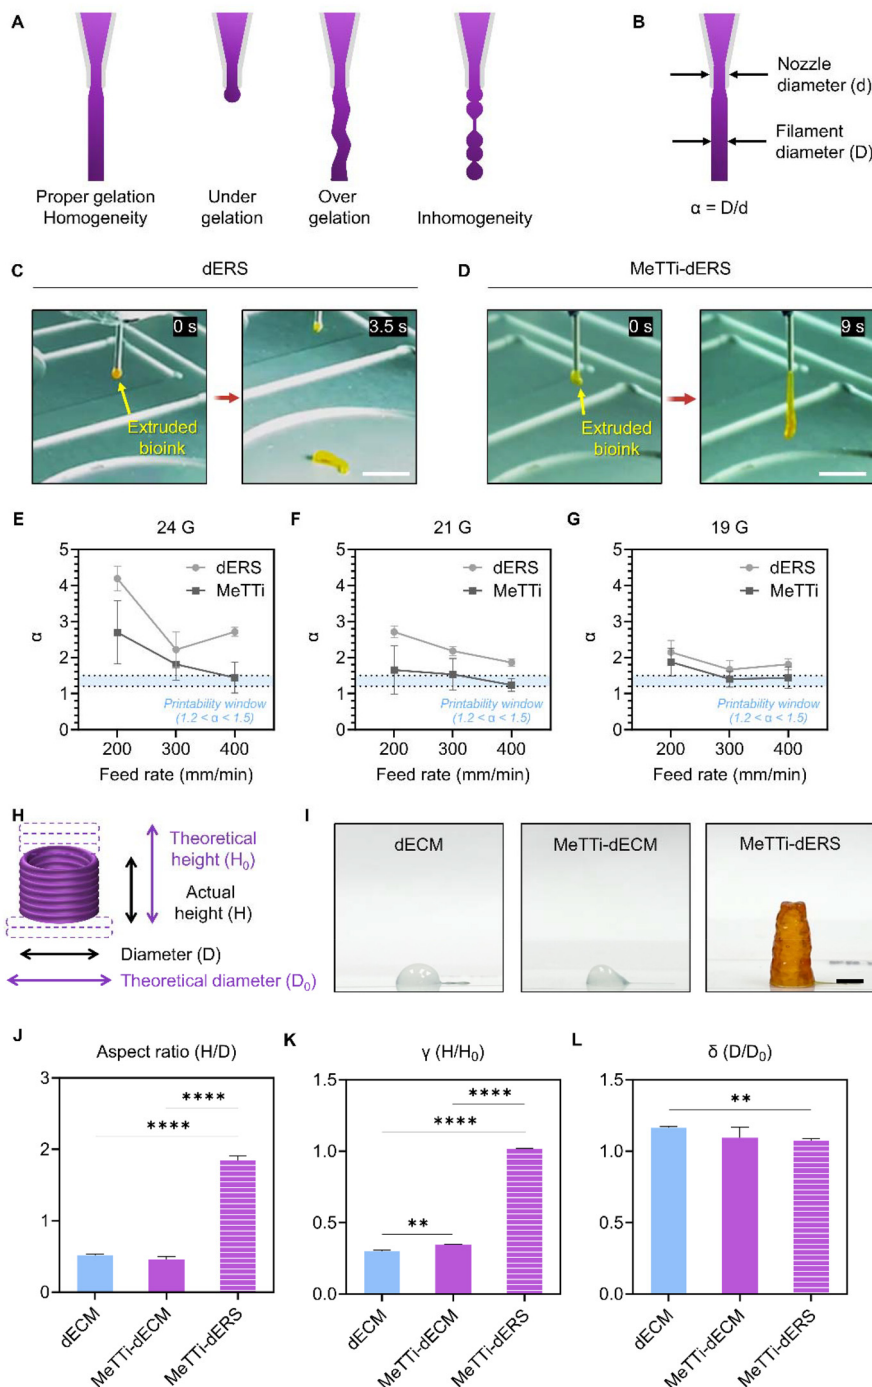 A
Proper gelation
Homogeneity
Under
gelation
Over
gelation
Inhomogeneity
B
Nozzle
diameter (d)
Filament
diameter (D)
α = D/d
C
dERS
0 s
Extruded
bioink
3.5 s
D
MeTTi-dERS
0 s
Extruded
bioink
9 s
E
24 G
α
5
4
3
2
1
0
dERS
MeTTi
Printability window
(1.2 < α < 1.5)
200
300
400
Feed rate (mm/min)
F
21 G
α
5
4
3
2
1
0
dERS
MeTTi
Printability window
(1.2 < α < 1.5)
200
300
400
Feed rate (mm/min)
G
19 G
α
5
4
3
2
1
0
dERS
MeTTi
Printability window
(1.2 < α < 1.5)
200
300
400
Feed rate (mm/min)
H
Theoretical
height (H₀)
Actual
height (H)
Diameter (D)
Theoretical diameter (D₀)
I
dECM
MeTTi-dECM
MeTTi-dERS
J
Aspect ratio (H/D)
3
2
1
0
****
****
dECM
MeTTi-dECM
MeTTi-dERS
K
γ (H/H₀)
1.5
1.0
0.5
0.0
****
****
**
dECM
MeTTi-dECM
MeTTi-dERS
L
δ (D/D₀)
1.5
1.0
0.5
0.0
**
dECM
MeTTi-dECM
MeTTi-dERS